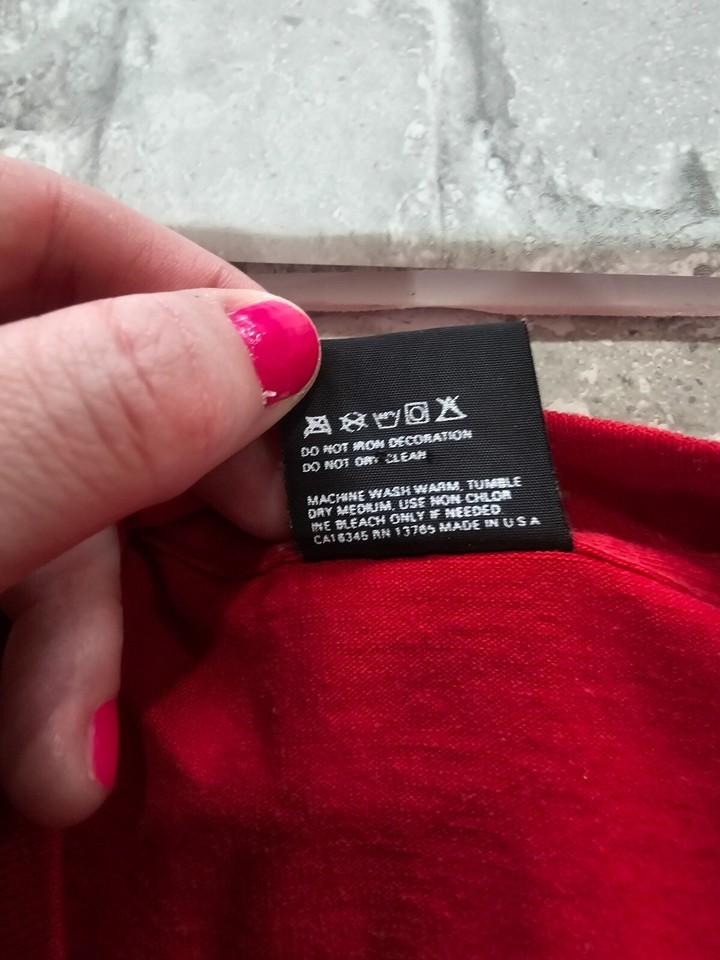 DO NOT IRON DECORATION
DO NOT DRY CLEAN
MACHINE WASH WARM, TUMBLE
DRY MEDIUM, USE NON CHLOR
INE BLEACH ONLY IF NEEDED
CA16345 RN 13765 MADE IN U S A